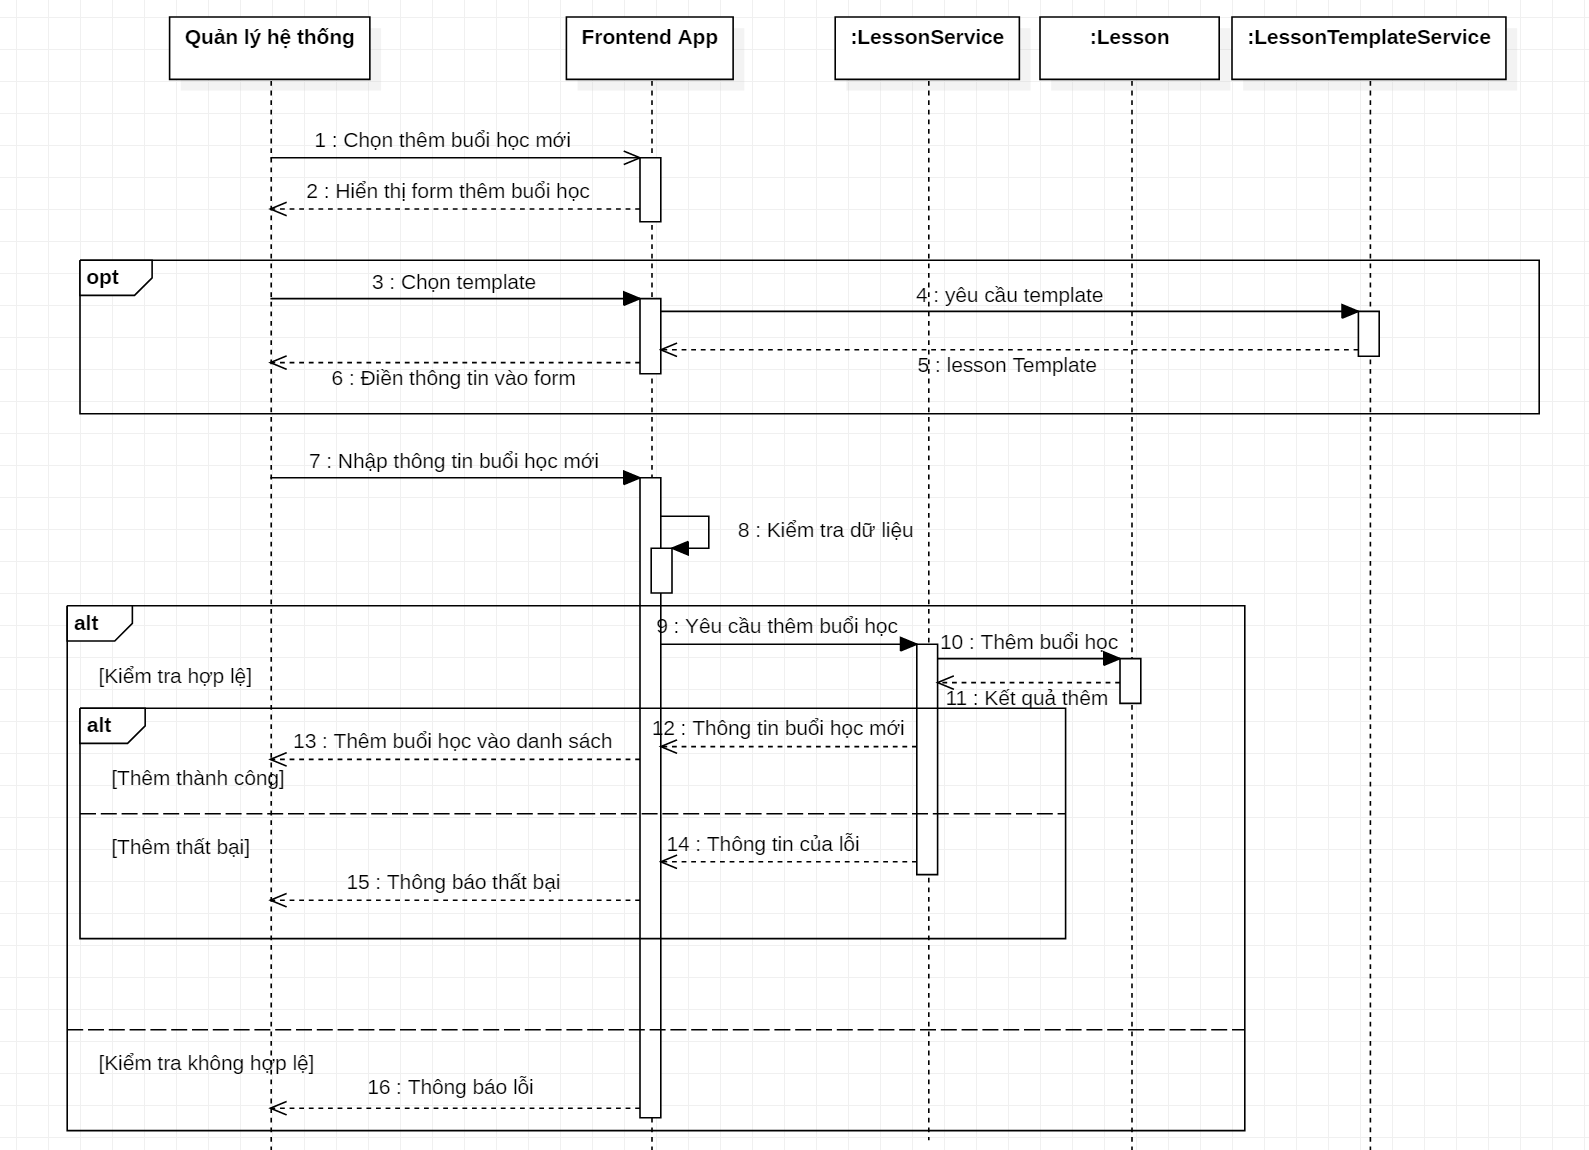 Quản lý hệ thống
Frontend App
:LessonService
:Lesson
:LessonTemplateService
1 : Chọn thêm buổi học mới
2 : Hiển thị form thêm buổi học
opt
3 : Chọn template
4 : yêu cầu template
5 : lesson Template
6 : Điền thông tin vào form
7 : Nhập thông tin buổi học mới
8 : Kiểm tra dữ liệu
alt
9 : Yêu cầu thêm buổi học
10 : Thêm buổi học
[Kiểm tra hợp lệ]
11 : Kết quả thêm
alt
12 : Thông tin buổi học mới
13 : Thêm buổi học vào danh sách
[Thêm thành công]
[Thêm thất bại]
14 : Thông tin của lỗi
15 : Thông báo thất bại
[Kiểm tra không hợp lệ]
16 : Thông báo lỗi